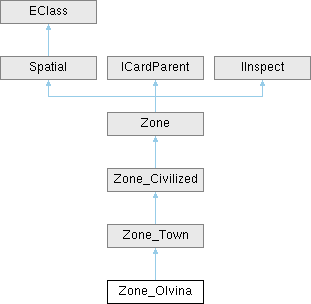 EClass
Spatial ICardParent IInspect
Zone
Zone_Civilized
Zone_Town
Zone_Olvina